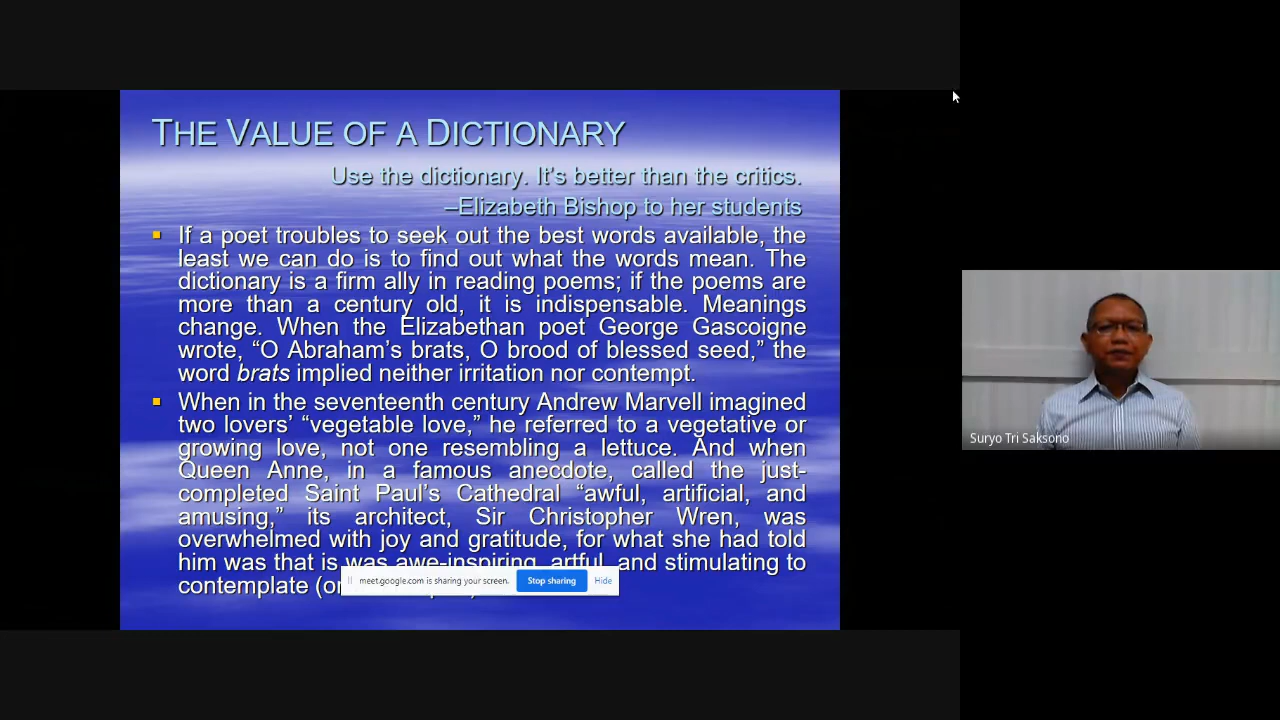 THE VALUE OF A DICTIONARY
Use the dictionary. It's better than the critics.
–Elizabeth Bishop to her students
If a poet troubles to seek out the best words available, the
least we can do is to find out what the words mean. The
dictionary is a firm ally in reading poems; if the poems are
more than a century old, it is indispensable. Meanings
change. When the Elizabethan poet George Gascoigne
wrote, “O Abraham’s brats, O brood of blessed seed,” the
word brats implied neither irritation nor contempt.
When in the seventeenth century Andrew Marvell imagined
two lovers’ “vegetable love,” he referred to a vegetative or
growing love, not one resembling a lettuce. And when
Queen Anne, in a famous anecdote, called the just-
completed Saint Paul’s Cathedral “awful, artificial, and
amusing,” its architect, Sir Christopher Wren, was
overwhelmed with joy and gratitude, for what she had told
him was that is was awe-inspiring, artful, and stimulating to
contemplate (or
meet.google.com is sharing your screen. Stop sharing Hide
Suryo Tri Saksono